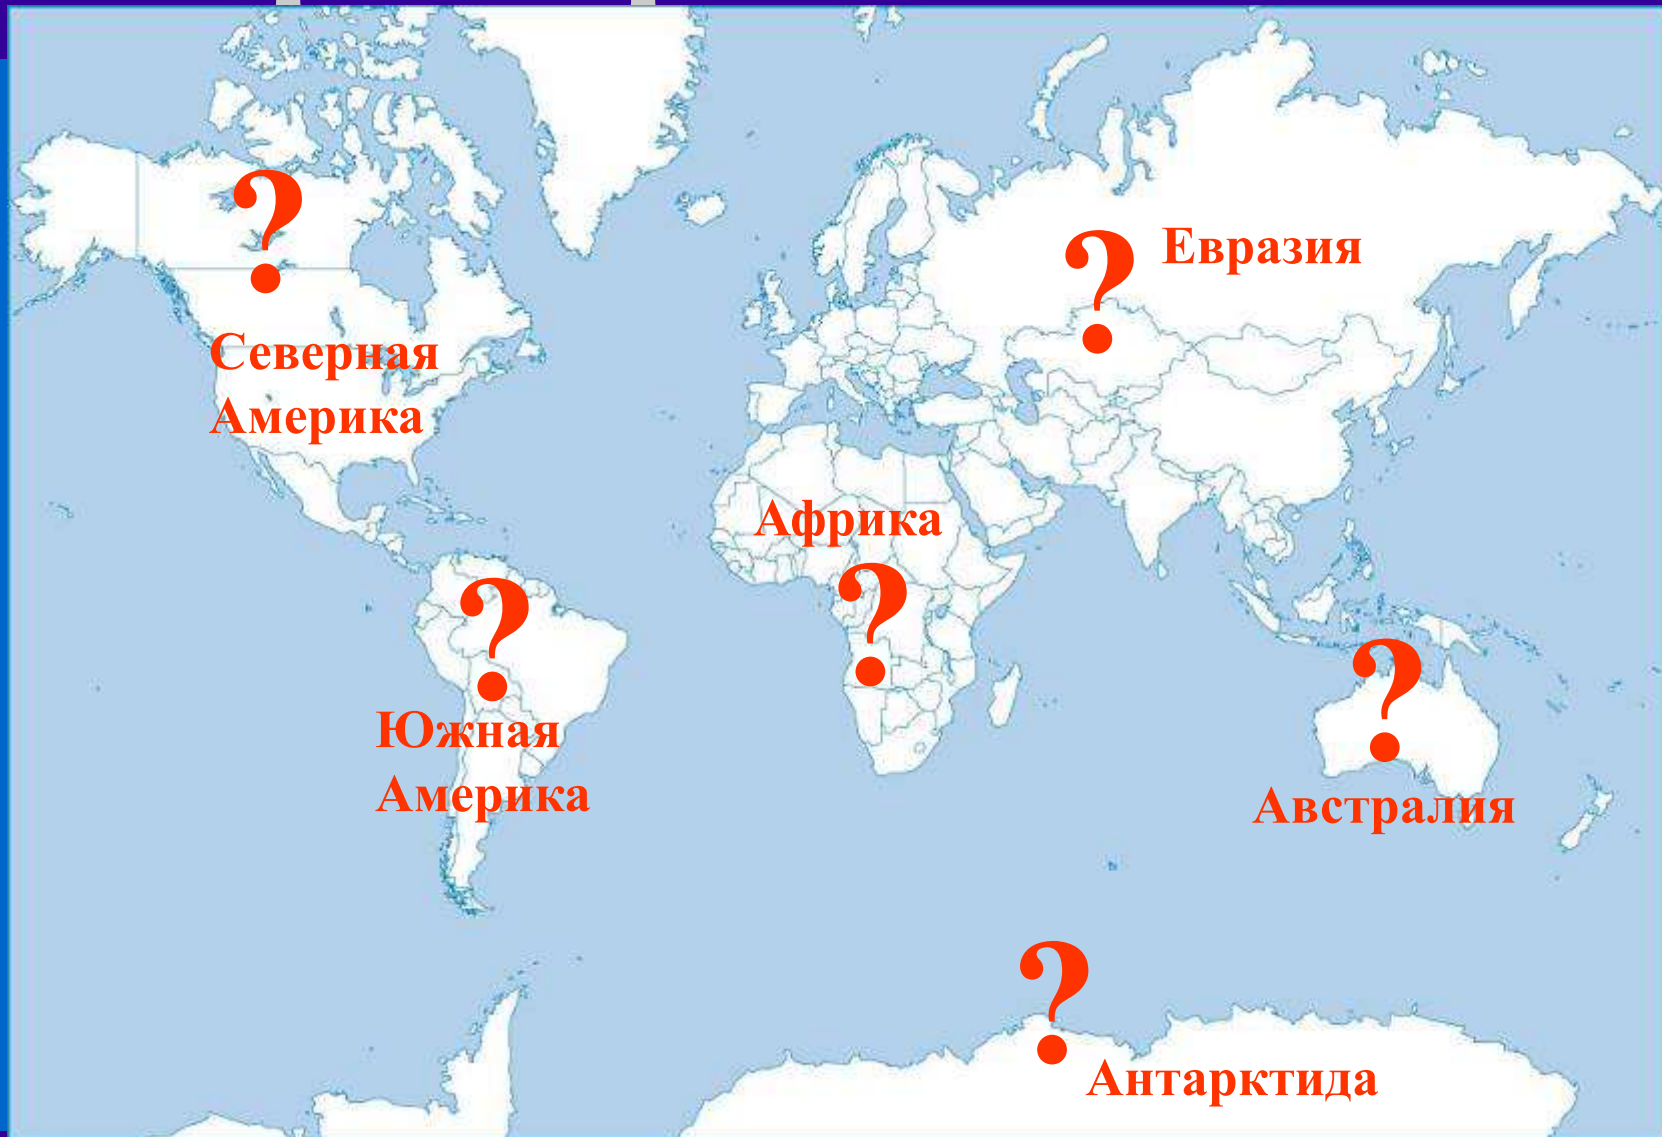 ?
?
Евразия
Северная
Америка
Африка
?
?
?
Южная
Америка
Австралия
?
Антарктида